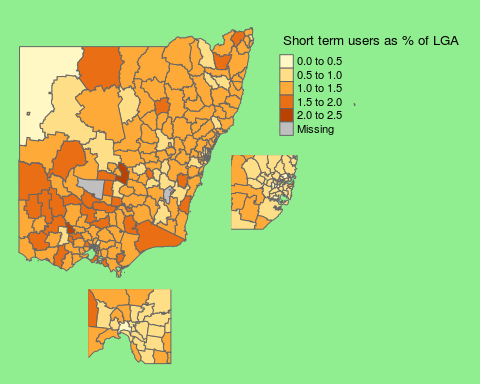 Short term users as % of LGA
0.0 to 0.5
0.5 to 1.0
1.0 to 1.5
1.5 to 2.0
2.0 to 2.5
Missing